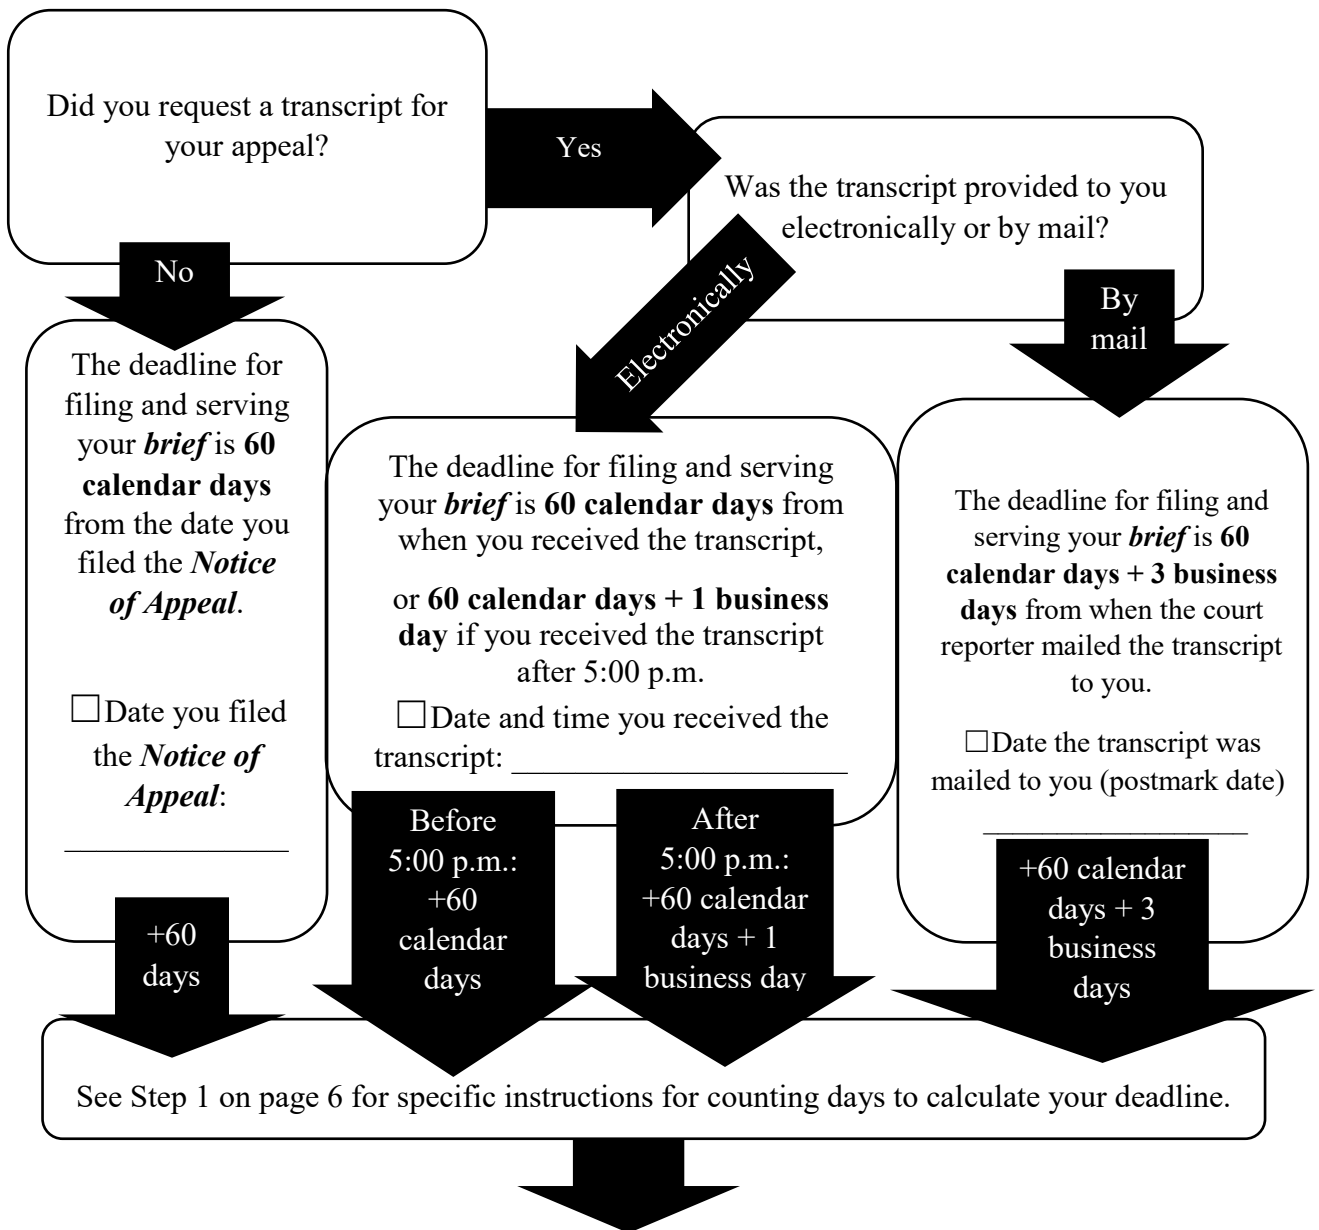 Did you request a transcript for
your appeal?
Yes
Was the transcript provided to you
electronically or by mail?
No
Electronically
By
mail
The deadline for
filing and serving
your brief is 60
calendar days
from the date you
filed the Notice
of Appeal.
☐Date you filed
the Notice of
Appeal:
______________
+60
days
The deadline for filing and serving
your brief is 60 calendar days from
when you received the transcript,
or 60 calendar days + 1 business
day if you received the transcript
after 5:00 p.m.
☐Date and time you received the
transcript: _____________________
Before
5:00 p.m.:
+60
calendar
days
After
5:00 p.m.:
+60 calendar
days + 1
business day
The deadline for filing and
serving your brief is 60
calendar days + 3 business
days from when the court
reporter mailed the transcript
to you.
☐Date the transcript was
mailed to you (postmark date)
__________________
+60 calendar
days + 3
business
days
See Step 1 on page 6 for specific instructions for counting days to calculate your deadline.